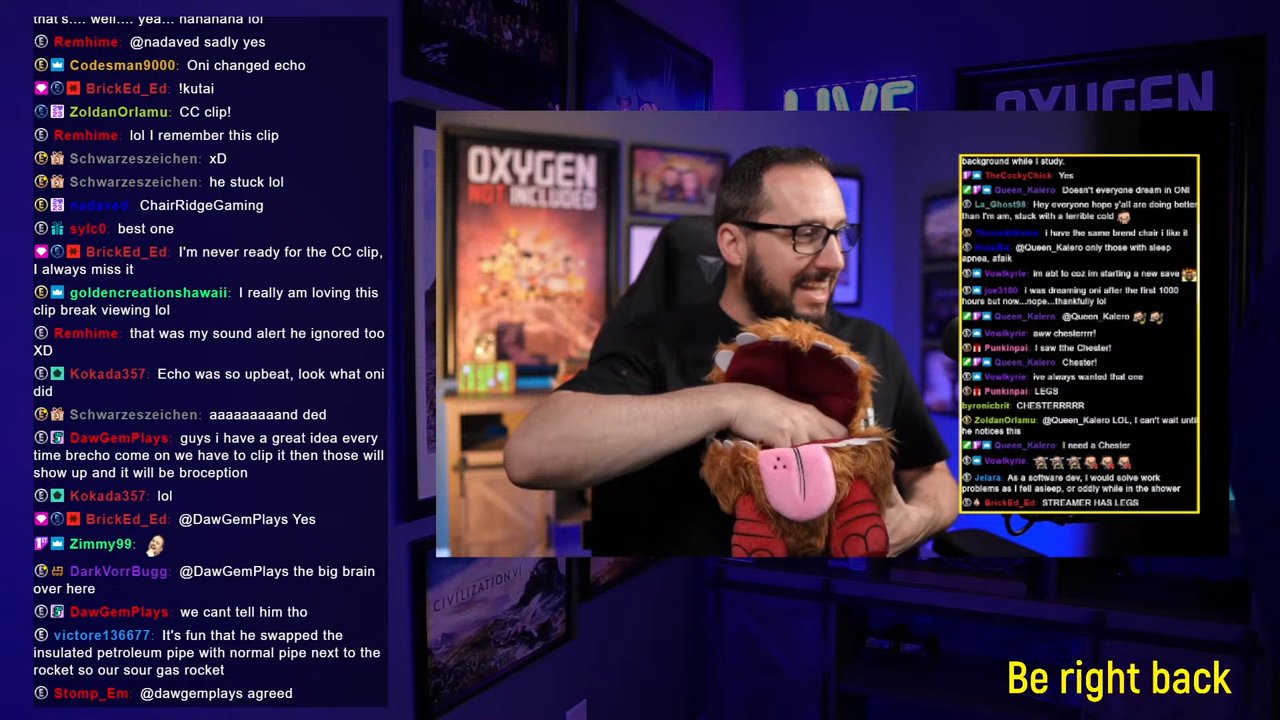 that's.... well.... yea... nanahana lol
Remhime: @nadaved sadly yes
Codesman9000: Oni changed echo
BrickEd_Ed: !kutai
ZoldanOrlamu: CC clip!
Remhime: lol I remember this clip
Schwarzeszeichen: xD
Schwarzeszeichen: he stuck lol
nadaved: ChairRidgeGaming
sylc0: best one
BrickEd_Ed: I'm never ready for the CC clip,
I always miss it
goldencreationshawaii: I really am loving this
clip break viewing lol
Remhime: that was my sound alert he ignored too
XD
Kokada357: Echo was so upbeat, look what oni
did
Schwarzeszeichen: aaaaaaaand ded
DawGemPlays: guys i have a great idea every
time brecho come on we have to clip it then those will
show up and it will be broception
Kokada357: lol
BrickEd_Ed: @DawGemPlays Yes
Zimmy99:
DarkVorrBugg: @DawGemPlays the big brain
over here
DawGemPlays: we cant tell him tho
victore136677: It's fun that he swapped the
insulated petroleum pipe with normal pipe next to the
rocket so our sour gas rocket
Stomp_Em: @dawgemplays agreed
LIVE
OXYGEN
OXYGEN
NOT INCLUDED
CIVILIZATION VI
background while I study.
TheCockyChick: Yes
Queen_Kalero: Doesn't everyone dream in ONI
La_Ghost98: Hey everyone hope y'all are doing better
than I'm am, stuck with a terrible cold
i have the same brend chair i like it
@Queen_Kalero only those with sleep
apnea, afaik
Vowlkyrie: im abt to coz im starting a new save
joe3180: i was dreaming oni after the first 1000
hours but now...nope...thankfully lol
Queen_Kalero: @Queen_Kalero
Vowlkyrie: aww chesterrrr!
Punkinpai: I saw tthe Chester!
Queen_Kalero: Chester!
Vowlkyrie: ive always wanted that one
Punkinpai: LEGS
byronicbrit: CHESTERRRRR
ZoldanOrlamu: @Queen_Kalero LOL, I can't wait until
he notices this
Queen_Kalero: I need a Chester
Vowlkyrie:
Jelara: As a software dev, I would solve work
problems as I fell asleep, or oddly while in the shower
BrickEd_Ed: STREAMER HAS LEGS
Be right back